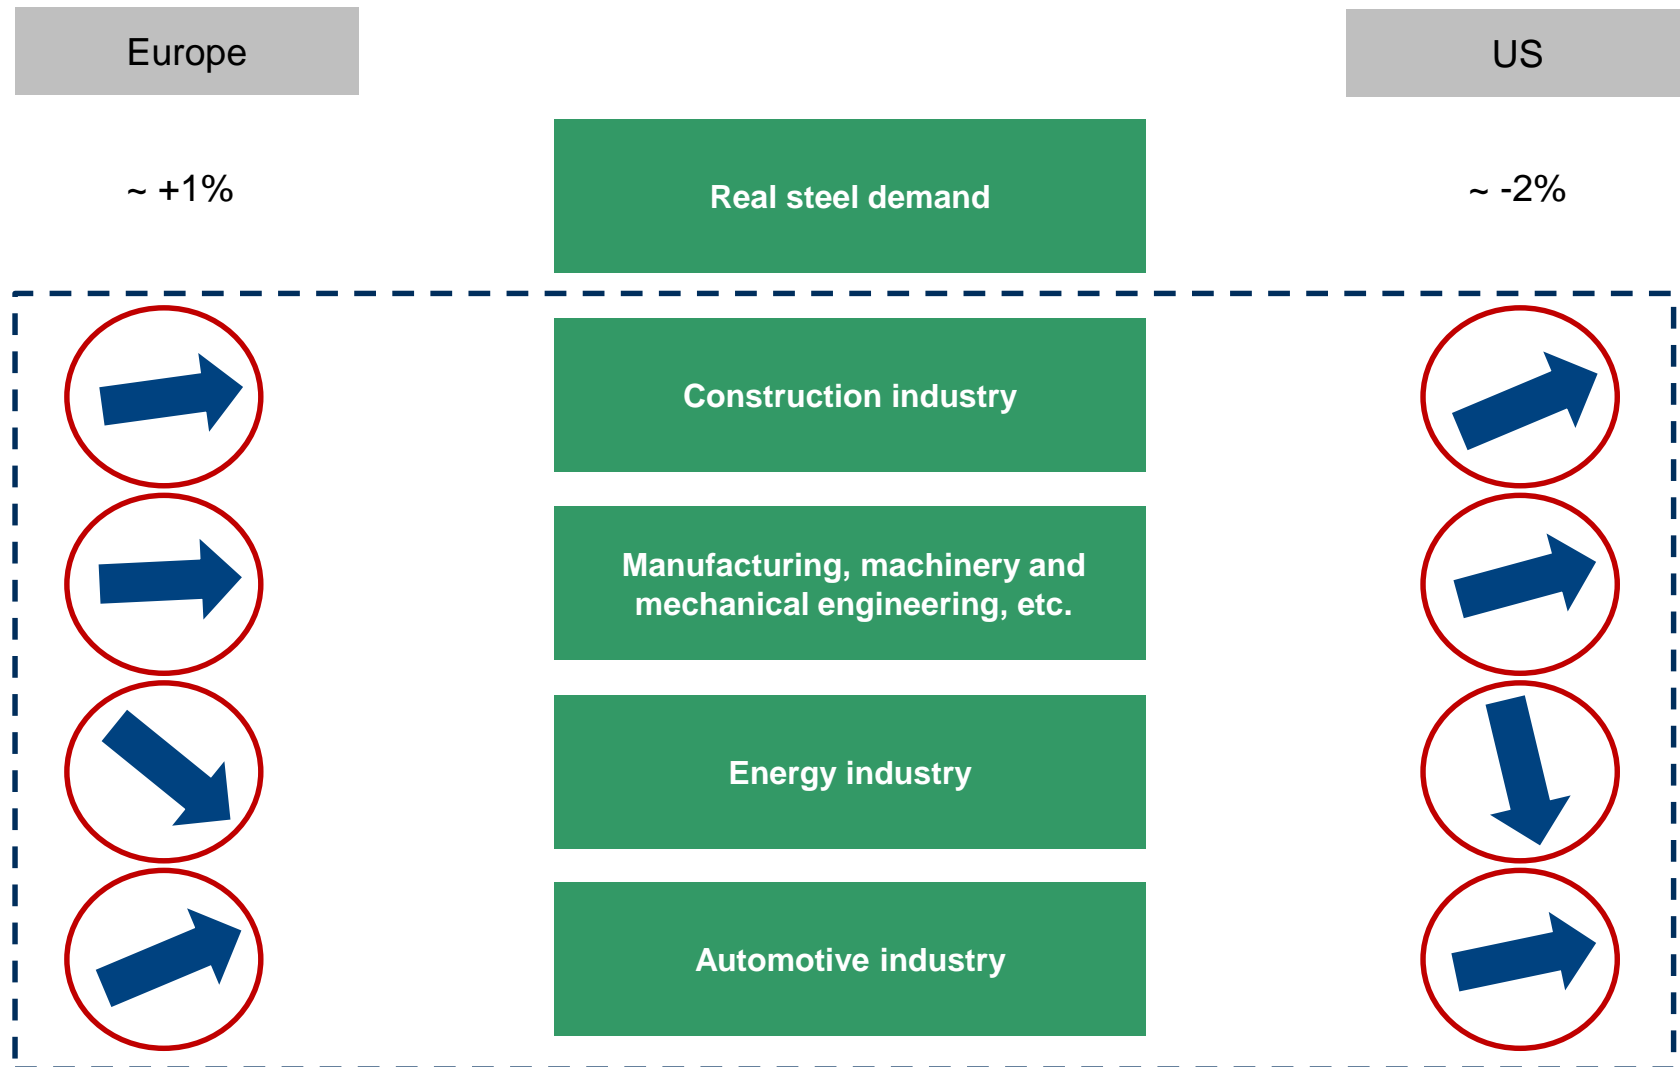 Europe
US
~ +1%
Real steel demand
~ -2%
Construction industry
Manufacturing, machinery and
mechanical engineering, etc.
Energy industry
Automotive industry